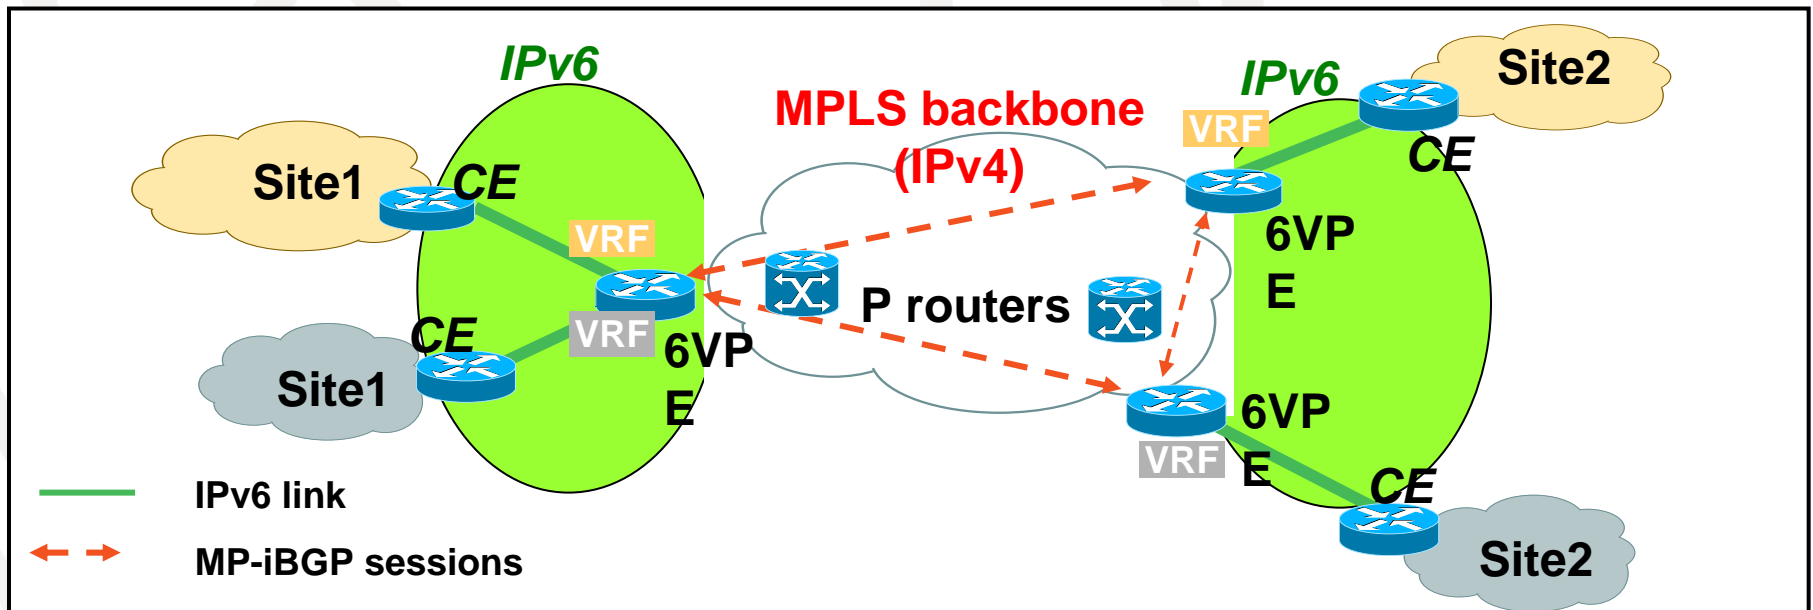 IPv6
MPLS backbone
(IPv4)
IPv6
Site2
VRF
CE
Site1
CE
VRF
6VP
E
P routers
CE
VRF
6VP
E
Site1
6VP
E
VRF
CE
Site2
IPv6 link
MP-iBGP sessions